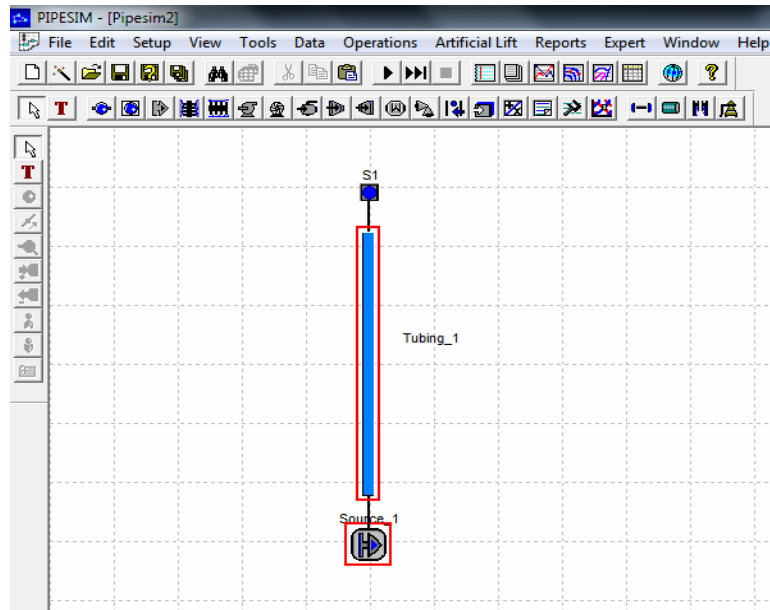 PIPESIM - [Pipesim2]
File Edit Setup View Tools Data Operations Artificial Lift Reports Expert Window Help
T
T
S1
Tubing_1
Source_1